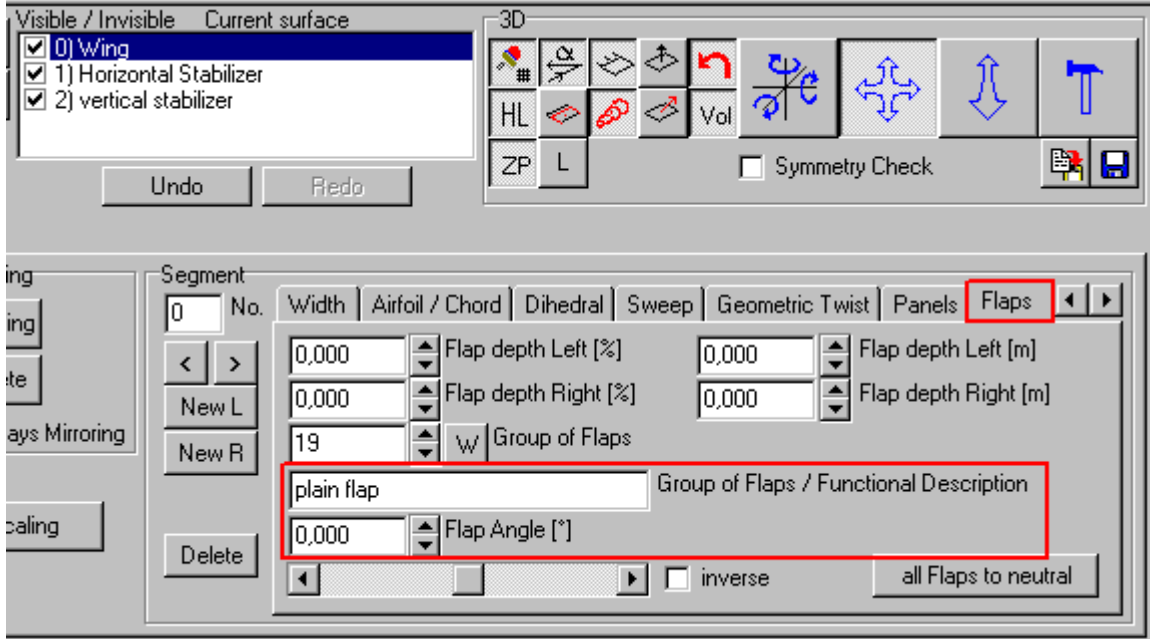 Visible / Invisible Current surface
0) Wing
1) Horizontal Stabilizer
2) vertical stabilizer
Undo Redo
3D
α
#
HL Vol
ZP L
Symmetry Check
ing
ing
ete
ays Mirroring
caling
Segment
0 No.
< >
New L
New R
Delete
Width Airfoil / Chord Dihedral Sweep Geometric Twist Panels Flaps
0,000 Flap depth Left [%] 0,000 Flap depth Left [m]
0,000 Flap depth Right [%] 0,000 Flap depth Right [m]
19 W Group of Flaps
plain flap Group of Flaps / Functional Description
0,000 Flap Angle [°]
inverse all Flaps to neutral